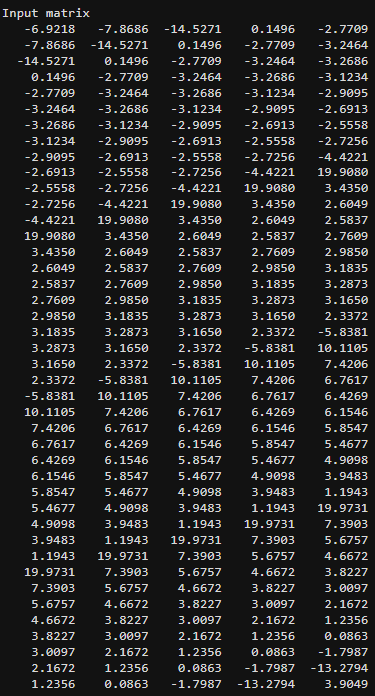 Input matrix
-6.9218 -7.8686 -14.5271 0.1496 -2.7709
-7.8686 -14.5271 0.1496 -2.7709 -3.2464
-14.5271 0.1496 -2.7709 -3.2464 -3.2686
0.1496 -2.7709 -3.2464 -3.2686 -3.1234
-2.7709 -3.2464 -3.2686 -3.1234 -2.9095
-3.2464 -3.2686 -3.1234 -2.9095 -2.6913
-3.2686 -3.1234 -2.9095 -2.6913 -2.5558
-3.1234 -2.9095 -2.6913 -2.5558 -2.7256
-2.9095 -2.6913 -2.5558 -2.7256 -4.4221
-2.6913 -2.5558 -2.7256 -4.4221 19.9080
-2.5558 -2.7256 -4.4221 19.9080 3.4350
-2.7256 -4.4221 19.9080 3.4350 2.6049
-4.4221 19.9080 3.4350 2.6049 2.5837
19.9080 3.4350 2.6049 2.5837 2.7609
3.4350 2.6049 2.5837 2.7609 2.9850
2.6049 2.5837 2.7609 2.9850 3.1835
2.5837 2.7609 2.9850 3.1835 3.2873
2.7609 2.9850 3.1835 3.2873 3.1650
2.9850 3.1835 3.2873 3.1650 2.3372
3.1835 3.2873 3.1650 2.3372 -5.8381
3.2873 3.1650 2.3372 -5.8381 10.1105
3.1650 2.3372 -5.8381 10.1105 7.4206
2.3372 -5.8381 10.1105 7.4206 6.7617
-5.8381 10.1105 7.4206 6.7617 6.4269
10.1105 7.4206 6.7617 6.4269 6.1546
7.4206 6.7617 6.4269 6.1546 5.8547
6.7617 6.4269 6.1546 5.8547 5.4677
6.4269 6.1546 5.8547 5.4677 4.9098
6.1546 5.8547 5.4677 4.9098 3.9483
5.8547 5.4677 4.9098 3.9483 1.1943
5.4677 4.9098 3.9483 1.1943 19.9731
4.9098 3.9483 1.1943 19.9731 7.3903
3.9483 1.1943 19.9731 7.3903 5.6757
1.1943 19.9731 7.3903 5.6757 4.6672
19.9731 7.3903 5.6757 4.6672 3.8227
7.3903 5.6757 4.6672 3.8227 3.0097
5.6757 4.6672 3.8227 3.0097 2.1672
4.6672 3.8227 3.0097 2.1672 1.2356
3.8227 3.0097 2.1672 1.2356 0.0863
3.0097 2.1672 1.2356 0.0863 -1.7987
2.1672 1.2356 0.0863 -1.7987 -13.2794
1.2356 0.0863 -1.7987 -13.2794 3.9049